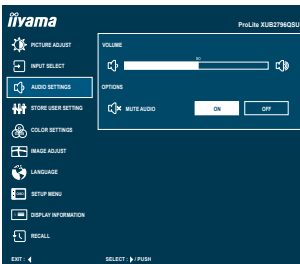 iiyama
ProLite XUB2796QSU
PICTURE ADJUST
INPUT SELECT
AUDIO SETTINGS
STORE USER SETTING
COLOR SETTINGS
IMAGE ADJUST
LANGUAGE
SETUP MENU
DISPLAY INFORMATION
RECALL
VOLUME
50
OPTIONS
MUTE AUDIO ON OFF
EXIT : SELECT : / PUSH